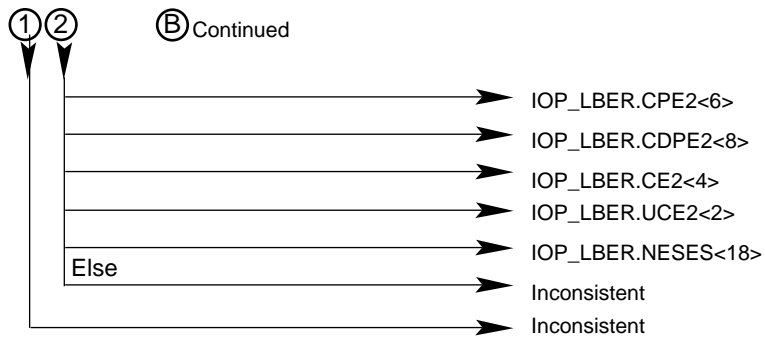 1 2 B Continued
IOP_LBER.CPE2<6>
IOP_LBER.CDPE2<8>
IOP_LBER.CE2<4>
IOP_LBER.UCE2<2>
IOP_LBER.NESES<18>
Else
Inconsistent
Inconsistent